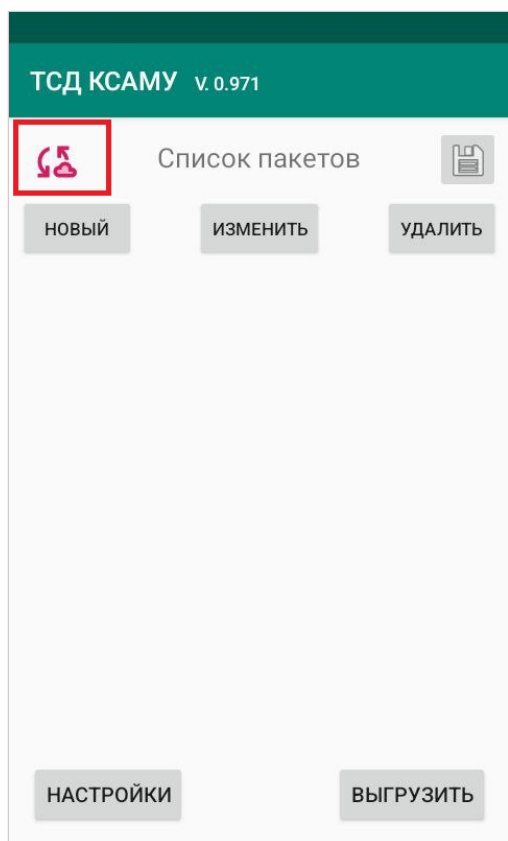 ТСД КСАМУ V. 0.971
Список пакетов
НОВЫЙ ИЗМЕНИТЬ УДАЛИТЬ
НАСТРОЙКИ ВЫГРУЗИТЬ